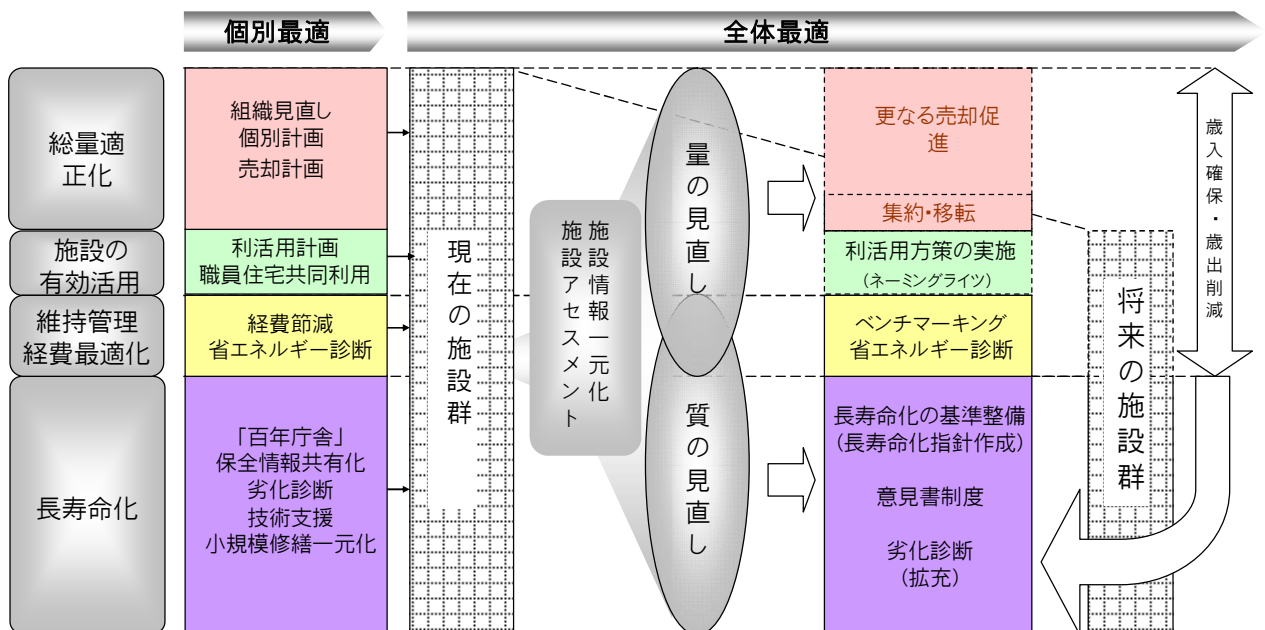 個別最適
全体最適
総量適
正化
施設の
有効活用
維持管理
経費最適化
長寿命化
組織見直し
個別計画
売却計画
利活用計画
職員住宅共同利用
経費節減
省エネルギー診断
「百年庁舎」
保全情報共有化
劣化診断
技術支援
小規模修繕一元化
現在の施設群
施設情報一元化
施設アセスメント
量の見直し
質の見直し
更なる売却促
進
集約・移転
利活用方策の実施
(ネーミングライツ)
ベンチマーキング
省エネルギー診断
長寿命化の基準整備
(長寿命化指針作成)
意見書制度
劣化診断
(拡充)
将来の施設群
歳入確保・歳出削減